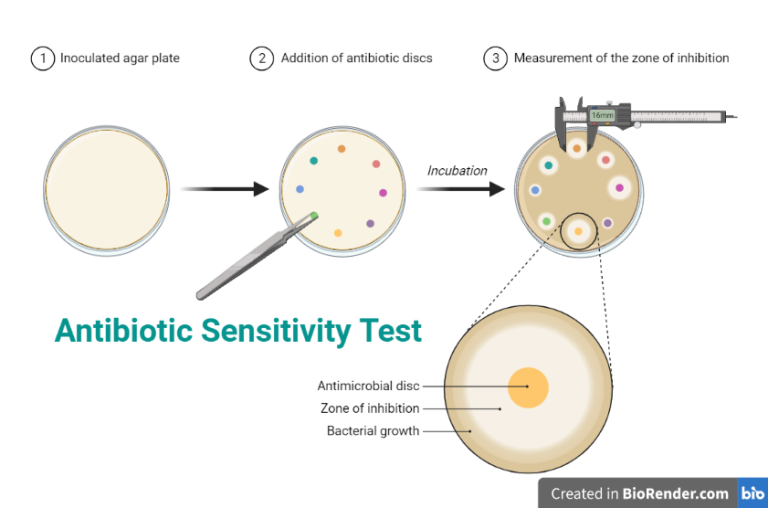 1 Inoculated agar plate
2 Addition of antibiotic discs
3 Measurement of the zone of inhibition
16mm
Incubation
Antibiotic Sensitivity Test
Antimicrobial disc
Zone of inhibition
Bacterial growth
Created in BioRender.com bio